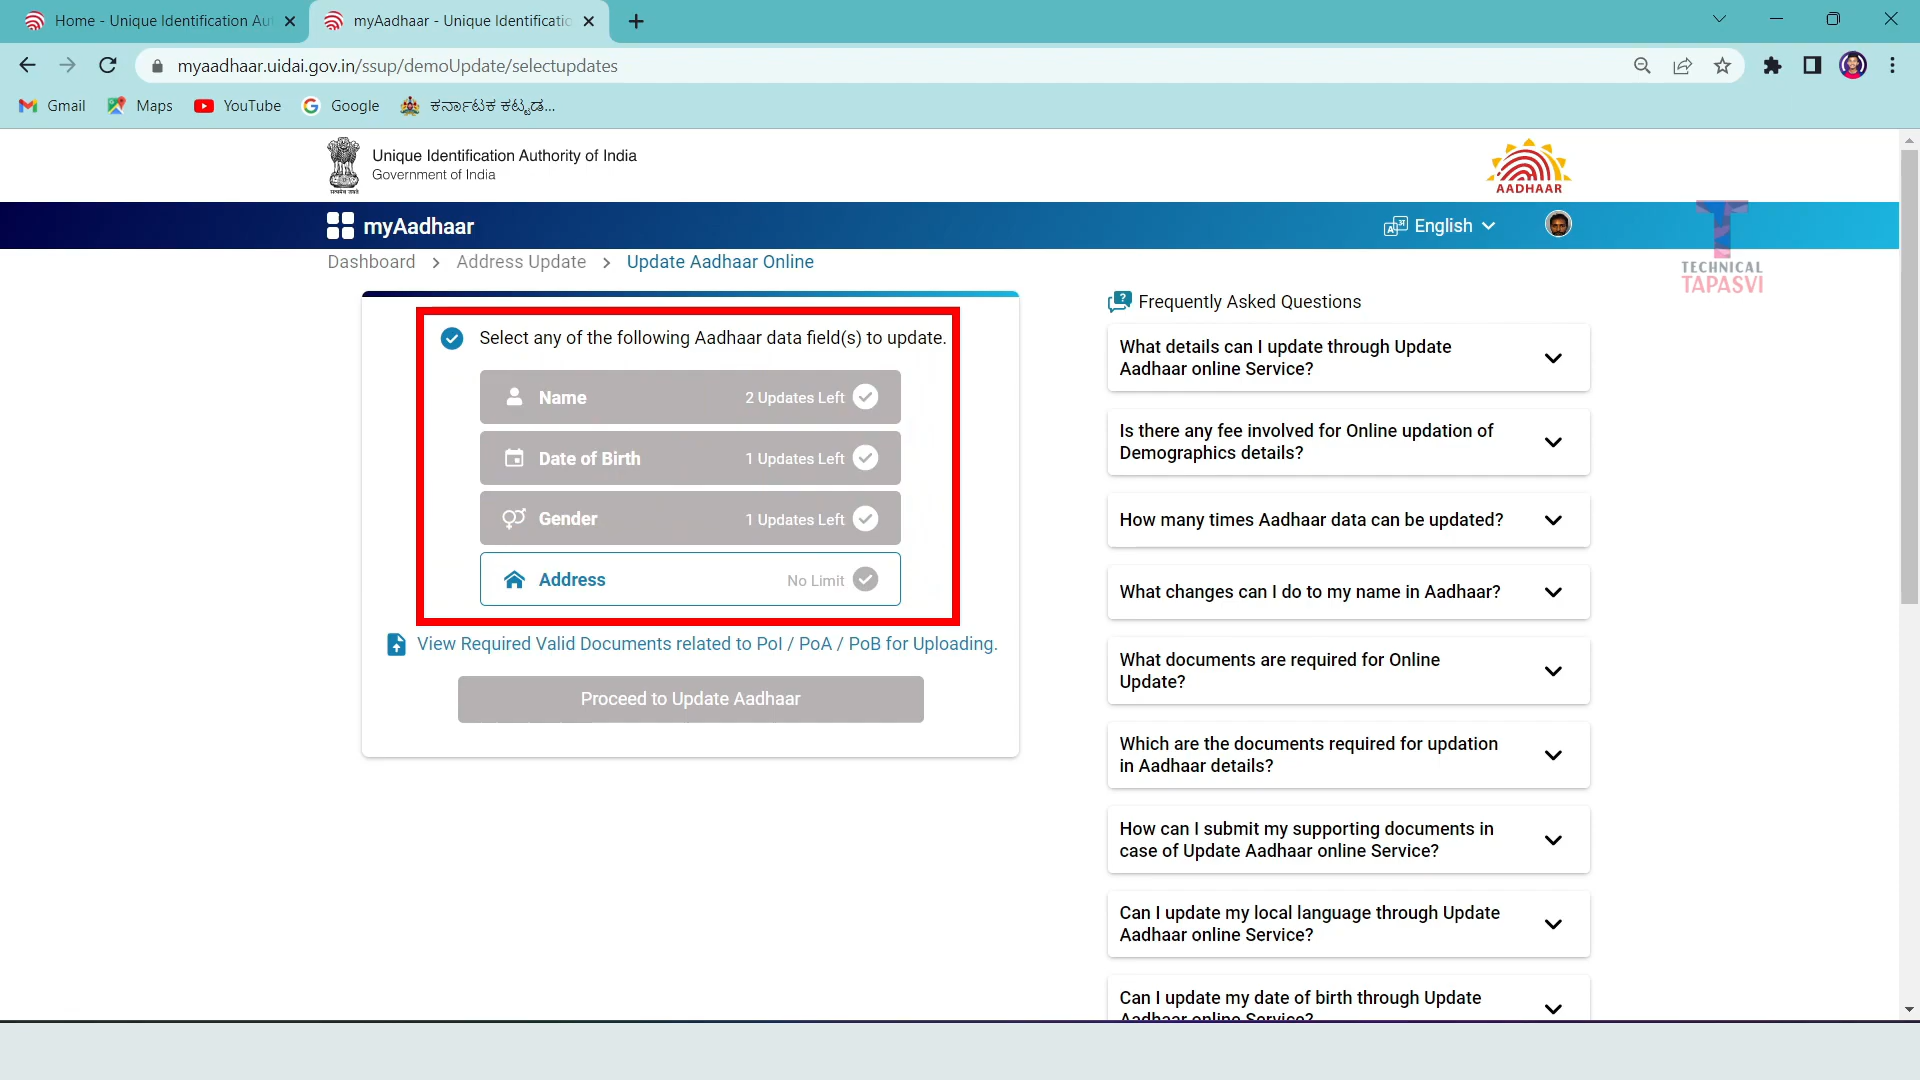 Home - Unique Identification Au
myAadhaar - Unique Identificatio
myaadhaar.uidai.gov.in/ssup/demoUpdate/selectupdates
Gmail
Maps
YouTube
Google
ಕರ್ನಾಟಕ ಕಟ್ಟಡ...
Unique Identification Authority of India
Government of India
AADHAAR
myAadhaar
English
TECHNICAL
TAPASVI
Dashboard > Address Update > Update Aadhaar Online
Select any of the following Aadhaar data field(s) to update.
Name 2 Updates Left
Date of Birth 1 Updates Left
Gender 1 Updates Left
Address No Limit
View Required Valid Documents related to PoI / PoA / PoB for Uploading.
Proceed to Update Aadhaar
Frequently Asked Questions
What details can I update through Update
Aadhaar online Service?
Is there any fee involved for Online updation of
Demographics details?
How many times Aadhaar data can be updated?
What changes can I do to my name in Aadhaar?
What documents are required for Online
Update?
Which are the documents required for updation
in Aadhaar details?
How can I submit my supporting documents in
case of Update Aadhaar online Service?
Can I update my local language through Update
Aadhaar online Service?
Can I update my date of birth through Update
Aadhaar online Service?